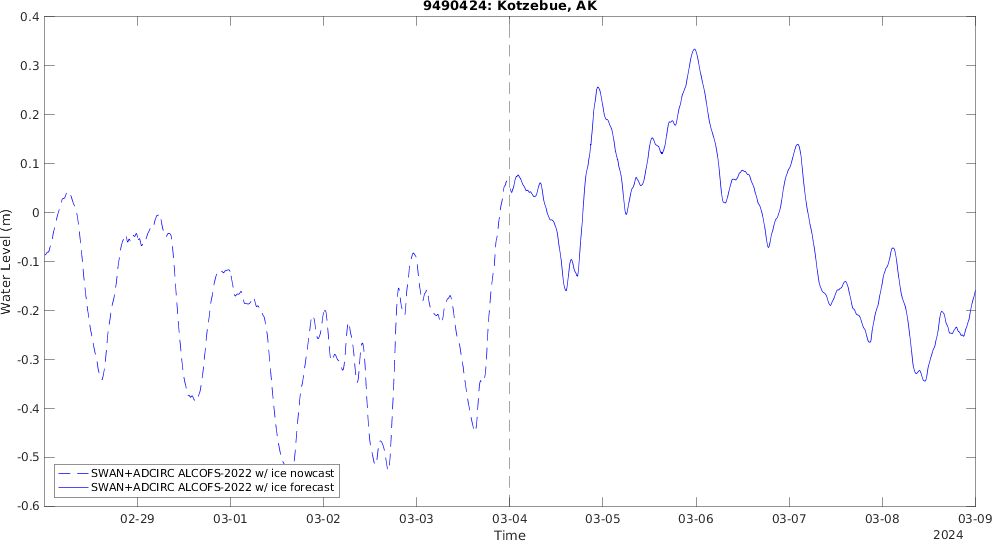 9490424: Kotzebue, AK
Water Level (m)
0.4
0.3
0.2
0.1
0
-0.1
-0.2
-0.3
-0.4
-0.5
-0.6
SWAN+ADCIRC ALCOFS-2022 w/ ice nowcast
SWAN+ADCIRC ALCOFS-2022 w/ ice forecast
02-29 03-01 03-02 03-03 03-04 03-05 03-06 03-07 03-08 03-09
Time
2024